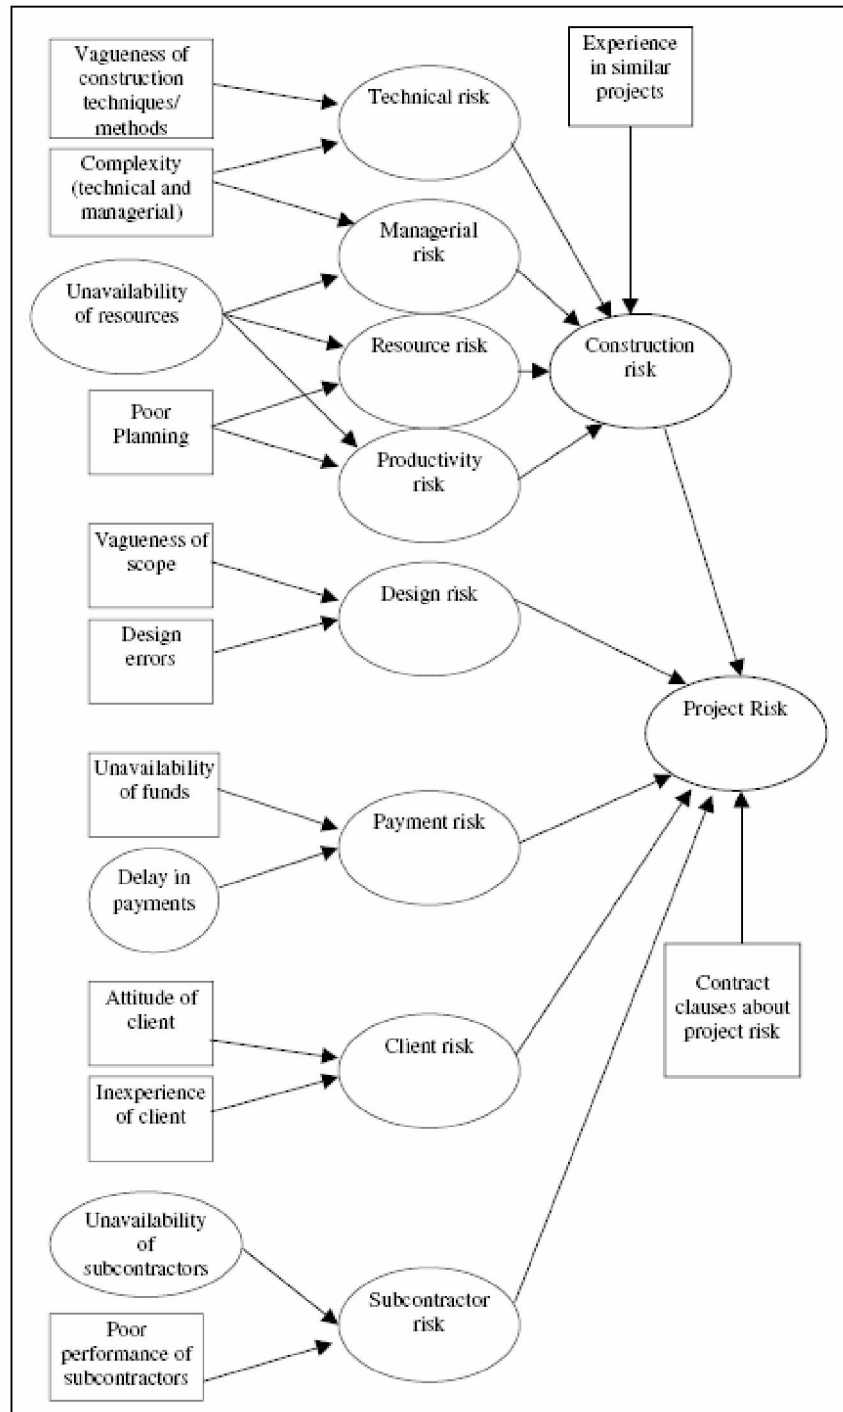 Vagueness of
construction
techniques/
methods
Technical risk
Experience
in similar
projects
Complexity
(technical and
managerial)
Managerial
risk
Unavailability
of resources
Resource risk
Construction
risk
Poor
Planning
Productivity
risk
Vagueness of
scope
Design risk
Design
errors
Project Risk
Unavailability
of funds
Payment risk
Delay in
payments
Contract
clauses about
project risk
Attitude of
client
Client risk
Inexperience
of client
Unavailability
of
subcontractors
Subcontractor
risk
Poor
performance of
subcontractors